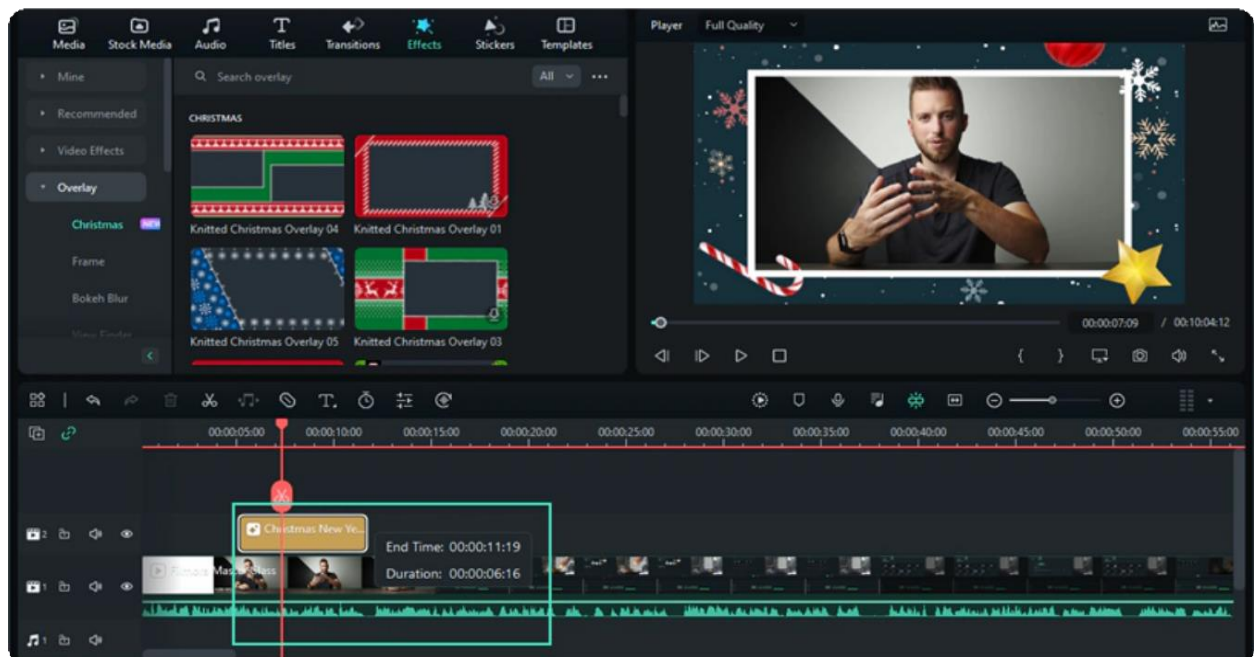 Media Stock Media Audio Titles Transitions Effects Stickers Templates
Player Full Quality
Mine
Search overlay
All
Recommended
CHRISTMAS
Video Effects
Overlay
Christmas NEW
Knitted Christmas Overlay 04
Knitted Christmas Overlay 01
Frame
Bokeh Blur
View Finder
Knitted Christmas Overlay 05
Knitted Christmas Overlay 03
00:00:07:09 / 00:10:04:12
00:00:05:00 00:00:10:00 00:00:15:00 00:00:20:00 00:00:25:00 00:00:30:00 00:00:35:00 00:00:40:00 00:00:45:00 00:00:50:00 00:00:55:00
2
Christmas New Ye...
End Time: 00:00:11:19
Duration: 00:00:06:16
1
1